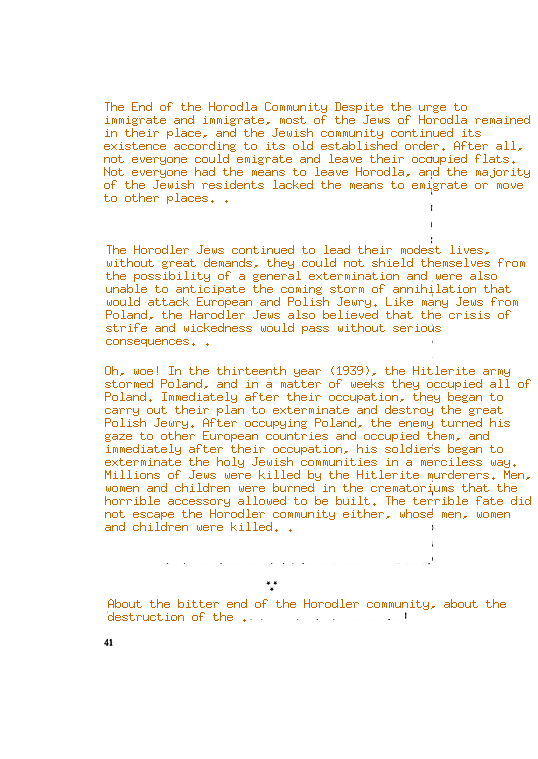 The End of the Horodla Community Despite the urge to
immigrate and immigrate, most of the Jews of Horodla remained
in their place, and the Jewish community continued its
existence according to its old established order. After all,
not everyone could emigrate and leave their occupied flats.
Not everyone had the means to leave Horodla, and the majority
of the Jewish residents lacked the means to emigrate or move
to other places. .
The Horodler Jews continued to lead their modest lives,
without great demands, they could not shield themselves from
the possibility of a general extermination and were also
unable to anticipate the coming storm of annihilation that
would attack European and Polish Jewry. Like many Jews from
Poland, the Harodler Jews also believed that the crisis of
strife and wickedness would pass without serious
consequences. .
Oh, woe! In the thirteenth year (1939), the Hitlerite army
stormed Poland, and in a matter of weeks they occupied all of
Poland. Immediately after their occupation, they began to
carry out their plan to exterminate and destroy the great
Polish Jewry. After occupying Poland, the enemy turned his
gaze to other European countries and occupied them, and
immediately after their occupation, his soldiers began to
exterminate the holy Jewish communities in a merciless way.
Millions of Jews were killed by the Hitlerite murderers. Men,
women and children were burned in the crematoriums that the
horrible accessory allowed to be built. The terrible fate did
not escape the Horodler community either, whose men, women
and children were killed. .
***
About the bitter end of the Horodler community, about the
destruction of the .
41